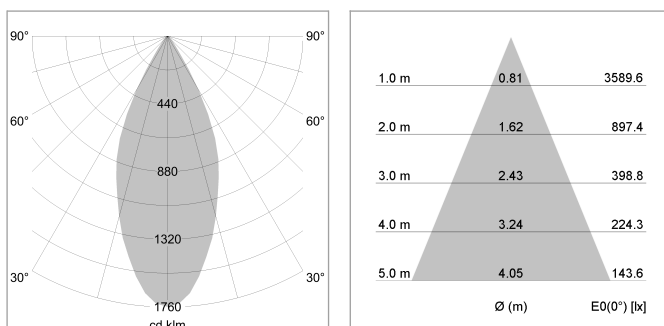 90° 90°
440
60° 60°
880
1320
30° 30°
1760
cd klm
1.0 m 0.81 3589.6
2.0 m 1.62 897.4
3.0 m 2.43 398.8
4.0 m 3.24 224.3
5.0 m 4.05 143.6
Ø (m) E0(0°) [lx]